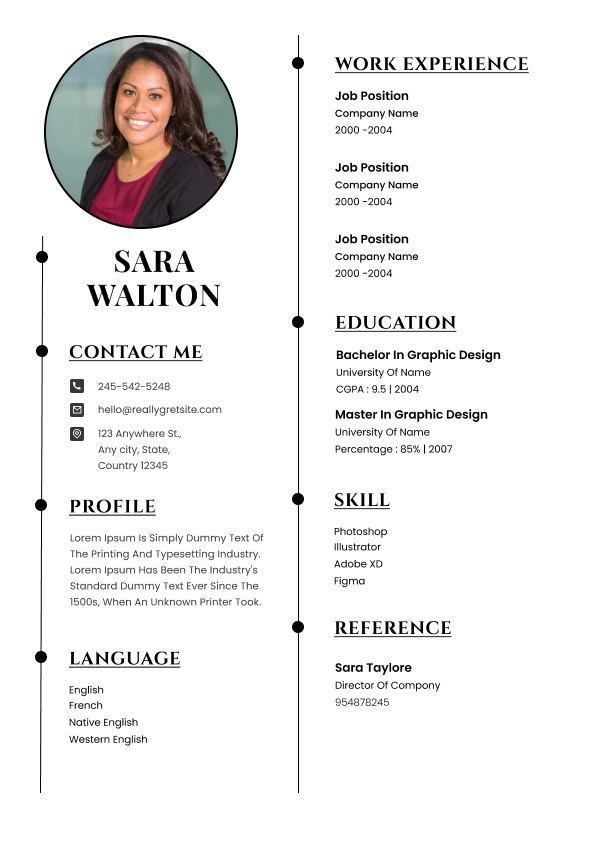 SARA
WALTON
CONTACT ME
245-542-5248
hello@reallygretsite.com
123 Anywhere St.,
Any city, State,
Country 12345
PROFILE
Lorem Ipsum Is Simply Dummy Text Of
The Printing And Typesetting Industry.
Lorem Ipsum Has Been The Industry's
Standard Dummy Text Ever Since The
1500s, When An Unknown Printer Took.
LANGUAGE
English
French
Native English
Western English
WORK EXPERIENCE
Job Position
Company Name
2000 -2004
Job Position
Company Name
2000 -2004
Job Position
Company Name
2000 -2004
EDUCATION
Bachelor In Graphic Design
University Of Name
CGPA : 9.5 | 2004
Master In Graphic Design
University Of Name
Percentage : 85% | 2007
SKILL
Photoshop
Illustrator
Adobe XD
Figma
REFERENCE
Sara Taylore
Director Of Compony
954878245